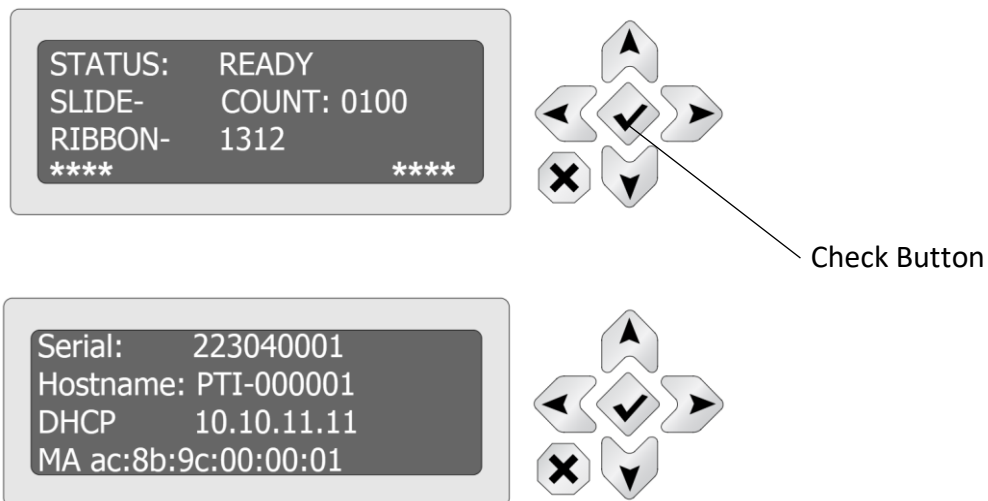 STATUS: READY
SLIDE- COUNT: 0100
RIBBON- 1312
**** ****
Check Button
Serial: 223040001
Hostname: PTI-000001
DHCP 10.10.11.11
MA ac:8b:9c:00:00:01